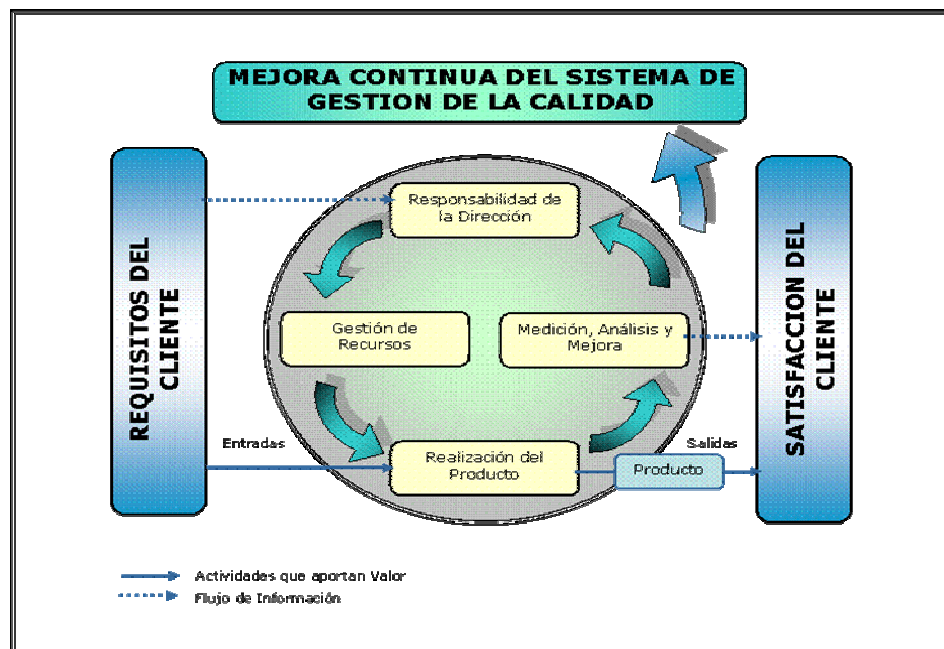 MEJORA CONTINUA DEL SISTEMA DE
GESTION DE LA CALIDAD
REQUISITOS DEL
CLIENTE
Responsabilidad de
la Dirección
Gestión de
Recursos
Medición, Análisis y
Mejora
SATISFACCION DEL
CLIENTE
Entradas
Realización del
Producto
Salidas
Producto
Actividades que aportan Valor
Flujo de Información